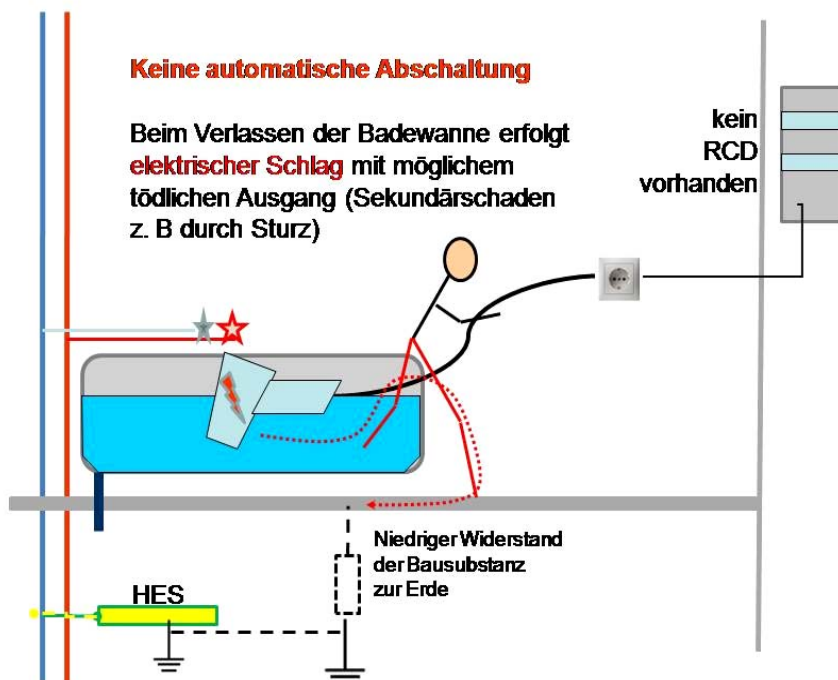 Keine automatische Abschaltung
Beim Verlassen der Badewanne erfolgt
elektrischer Schlag mit möglichem
tödlichen Ausgang (Sekundärschaden
z. B durch Sturz)
kein
RCD
vorhanden
Niedriger Widerstand
der Bausubstanz
zur Erde
HES